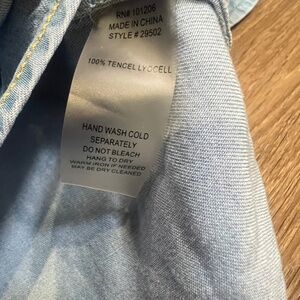 RN# 101206
MADE IN CHINA
STYLE # 29502
100% TENCEL LYOCELL
HAND WASH COLD
SEPARATELY
DO NOT BLEACH
HANG TO DRY
WARM IRON IF NEEDED
MAY BE DRY CLEANED